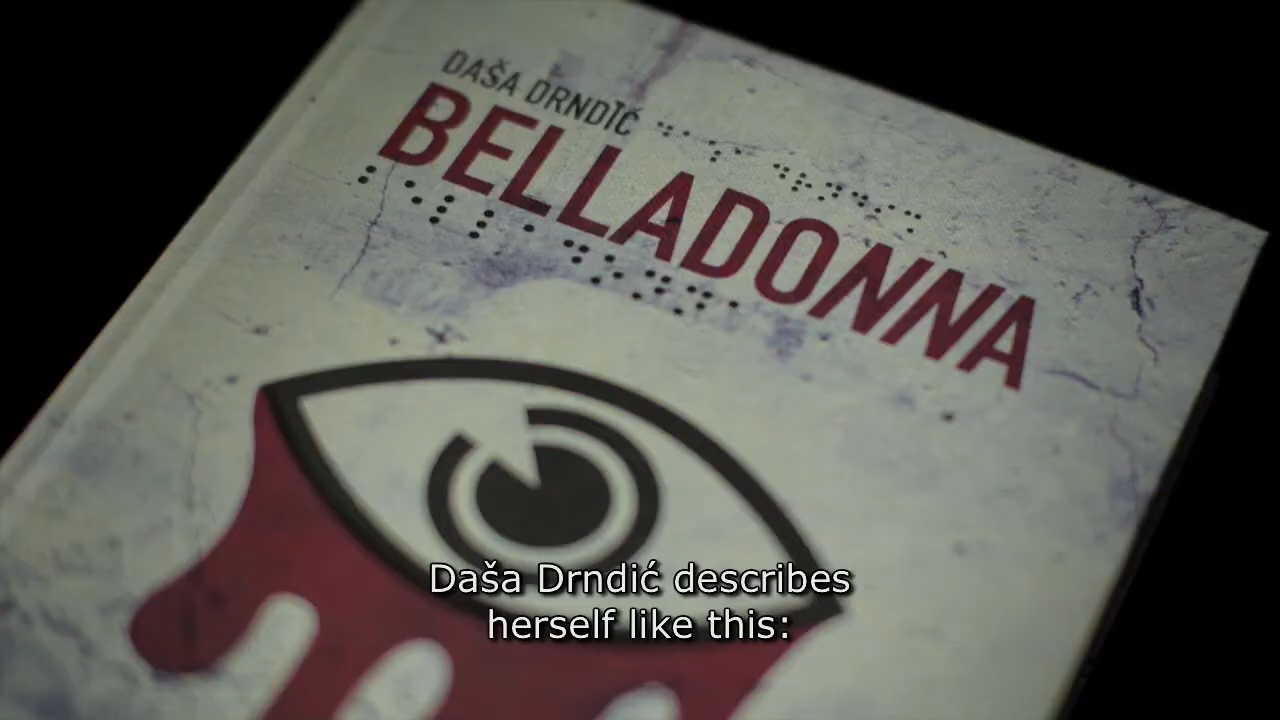 DAŠA DRNDIĆ
BELLADONNA
Daša Drndić describes
herself like this: